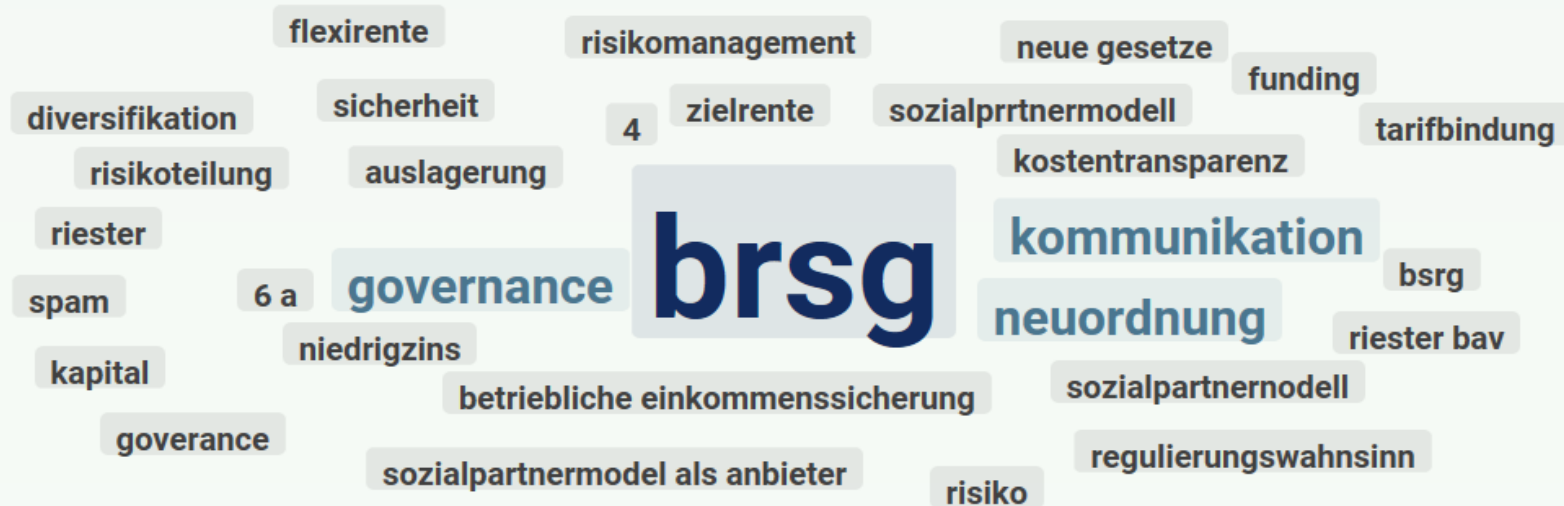 flexirente
risikomanagement
neue gesetze
funding
diversifikation
sicherheit
4
zielrente
sozialprrtnermodell
tarifbindung
risikoteilung
auslagerung
kostentransparenz
riester
kommunikation
governance
brsg
bsrg
spam
6 a
neuordnung
riester bav
niedrigzins
kapital
betriebliche einkommenssicherung
sozialpartnernodell
goverance
sozialpartnermodel als anbieter
regulierungswahnsinn
risiko